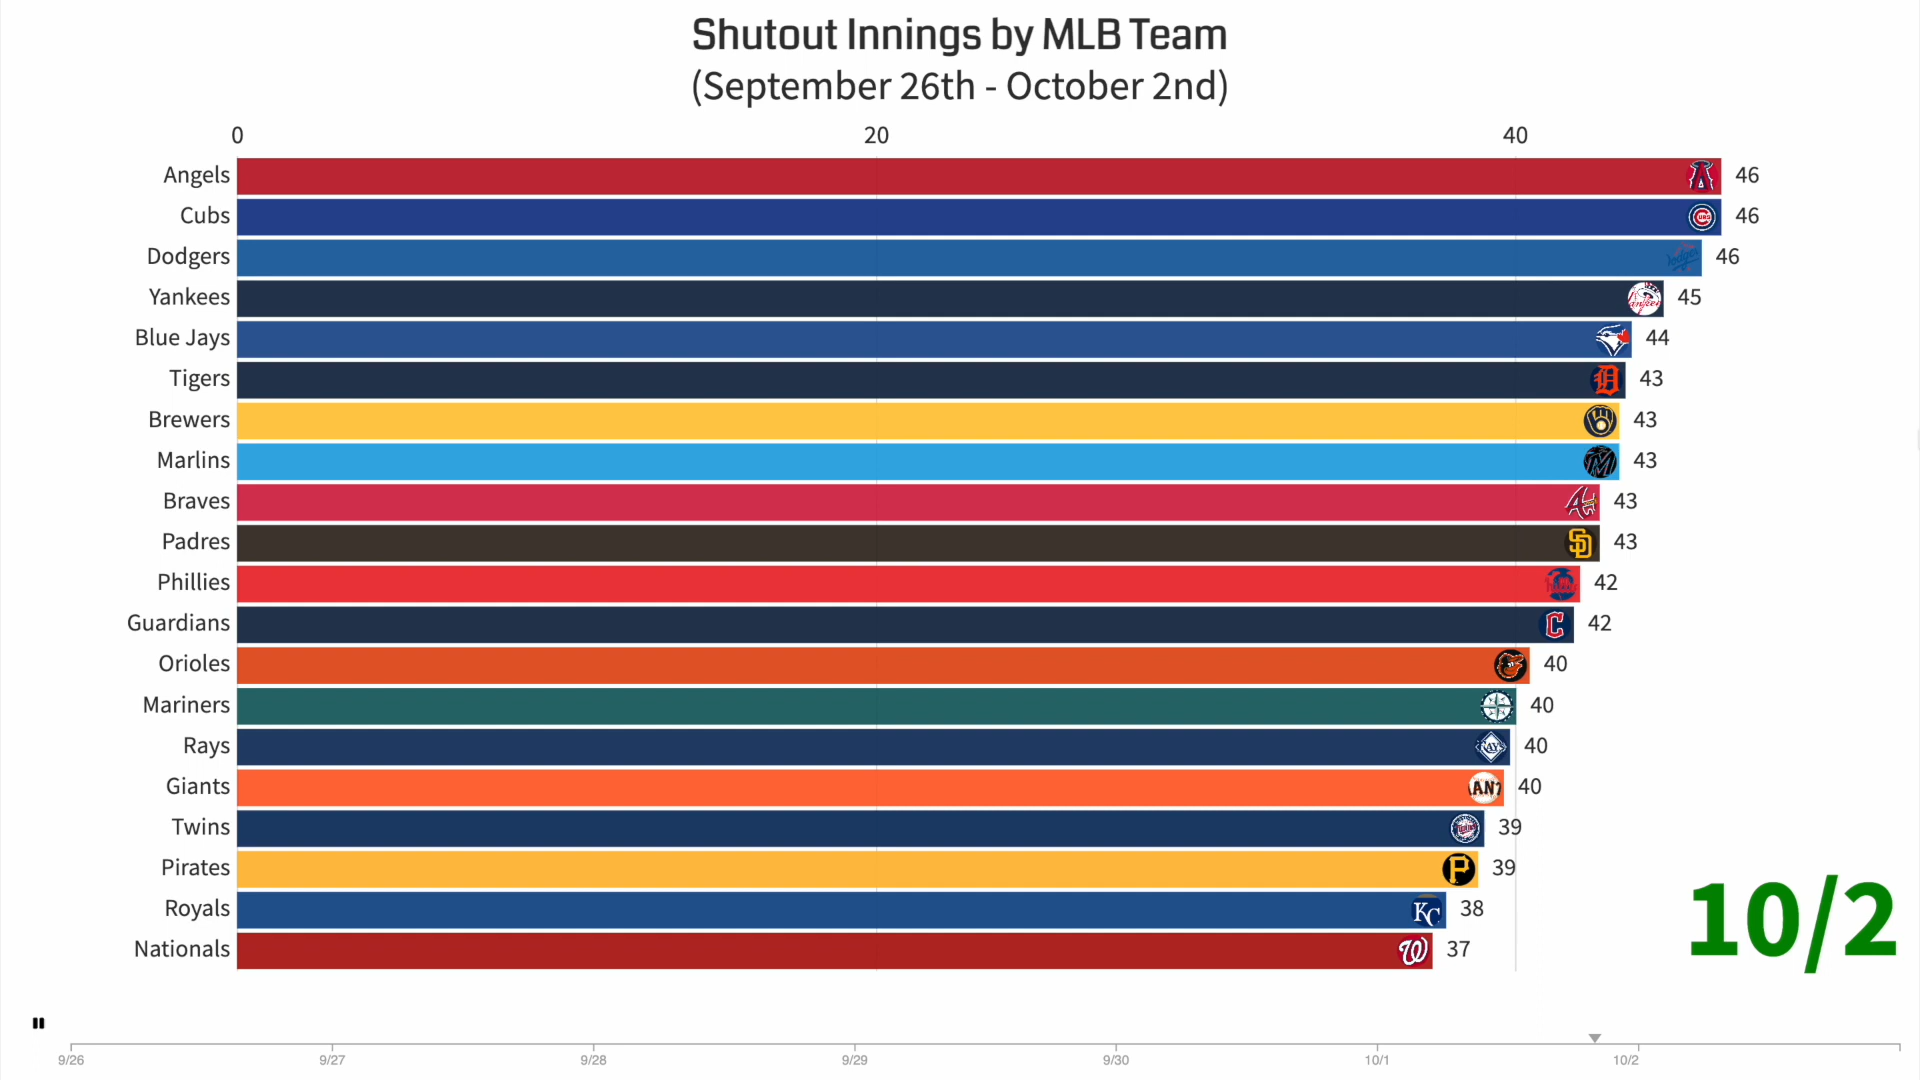 Shutout Innings by MLB Team
(September 26th - October 2nd)
0 20 40
Angels 46
Cubs 46
Dodgers 46
Yankees 45
Blue Jays 44
Tigers 43
Brewers 43
Marlins 43
Braves 43
Padres 43
Phillies 42
Guardians 42
Orioles 40
Mariners 40
Rays 40
Giants 40
Twins 39
Pirates 39
Royals 38
Nationals 37
10/2
9/26 9/27 9/28 9/29 9/30 10/1 10/2